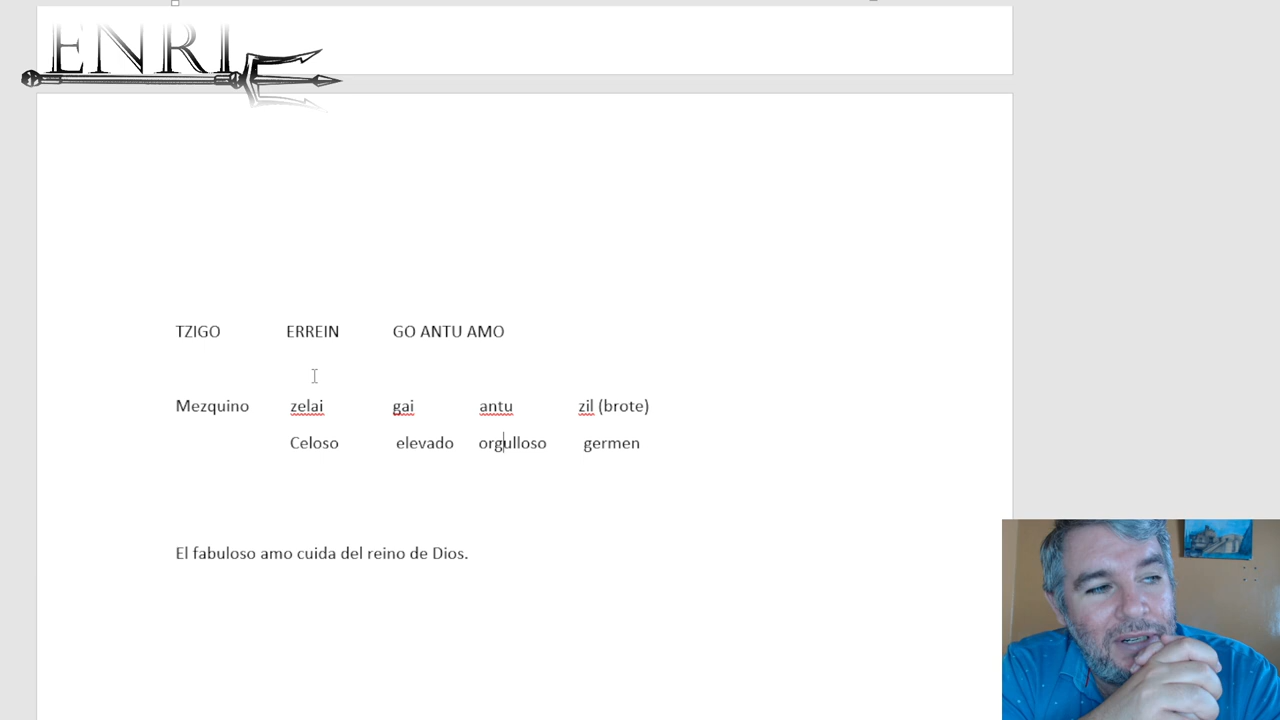 ENRI
TZIGO ERREIN GO ANTU AMO
Mezquino zelai gai antu zil (brote)
Celoso elevado orgulloso germen
El fabuloso amo cuida del reino de Dios.